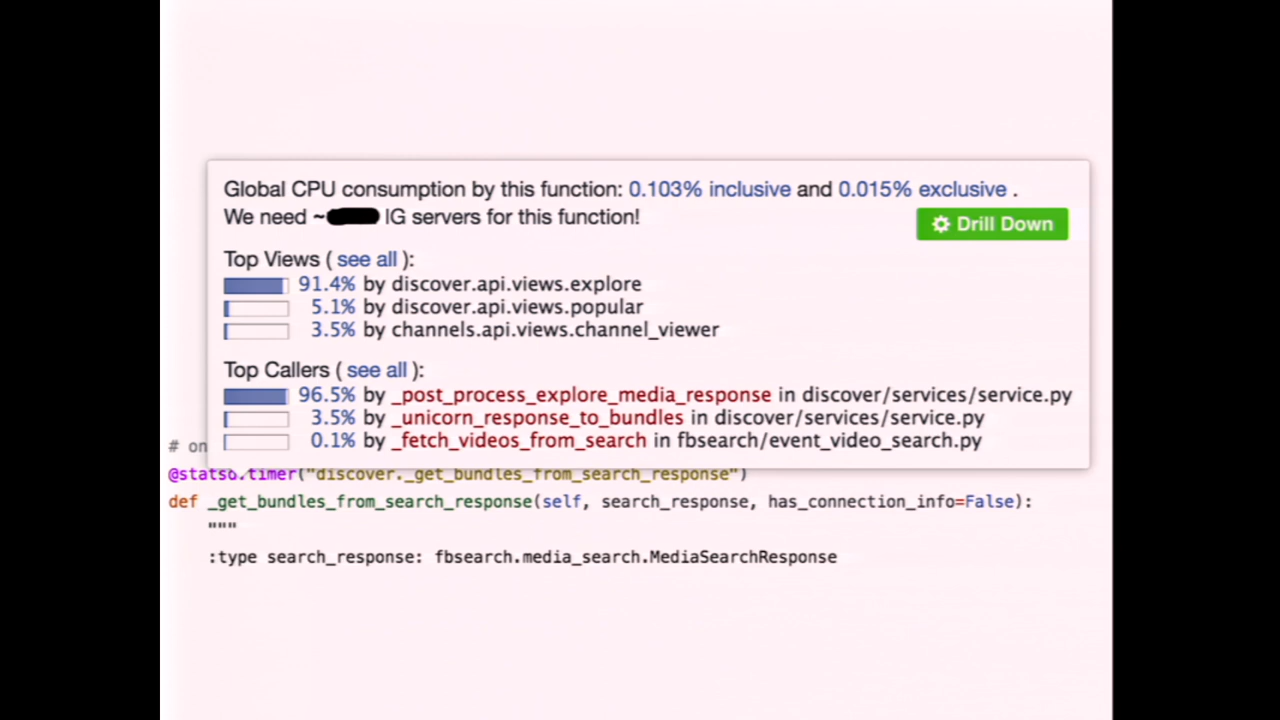 Global CPU consumption by this function: 0.103% inclusive and 0.015% exclusive .
We need ~ IG servers for this function!
Drill Down
Top Views ( see all ):
91.4% by discover.api.views.explore
5.1% by discover.api.views.popular
3.5% by channels.api.views.channel_viewer
Top Callers ( see all ):
96.5% by _post_process_explore_media_response in discover/services/service.py
3.5% by _unicorn_response_to_bundles in discover/services/service.py
0.1% by _fetch_videos_from_search in fbsearch/event_video_search.py
# on
@statsd.timer("discover._get_bundles_from_search_response")
def _get_bundles_from_search_response(self, search_response, has_connection_info=False):
"""
:type search_response: fbsearch.media_search.MediaSearchResponse